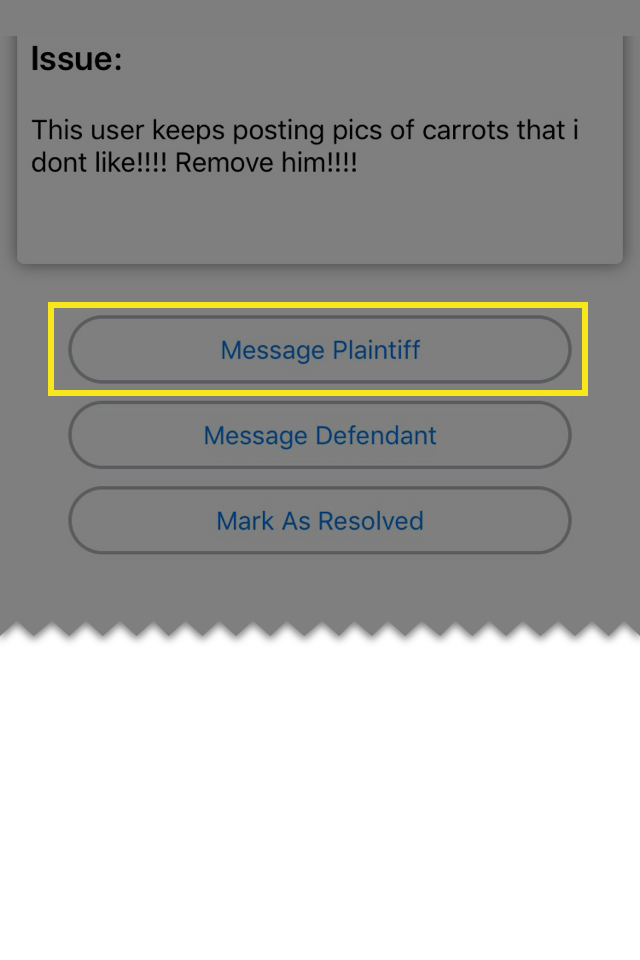 Issue:
This user keeps posting pics of carrots that i
dont like!!!! Remove him!!!!
Message Plaintiff
Message Defendant
Mark As Resolved